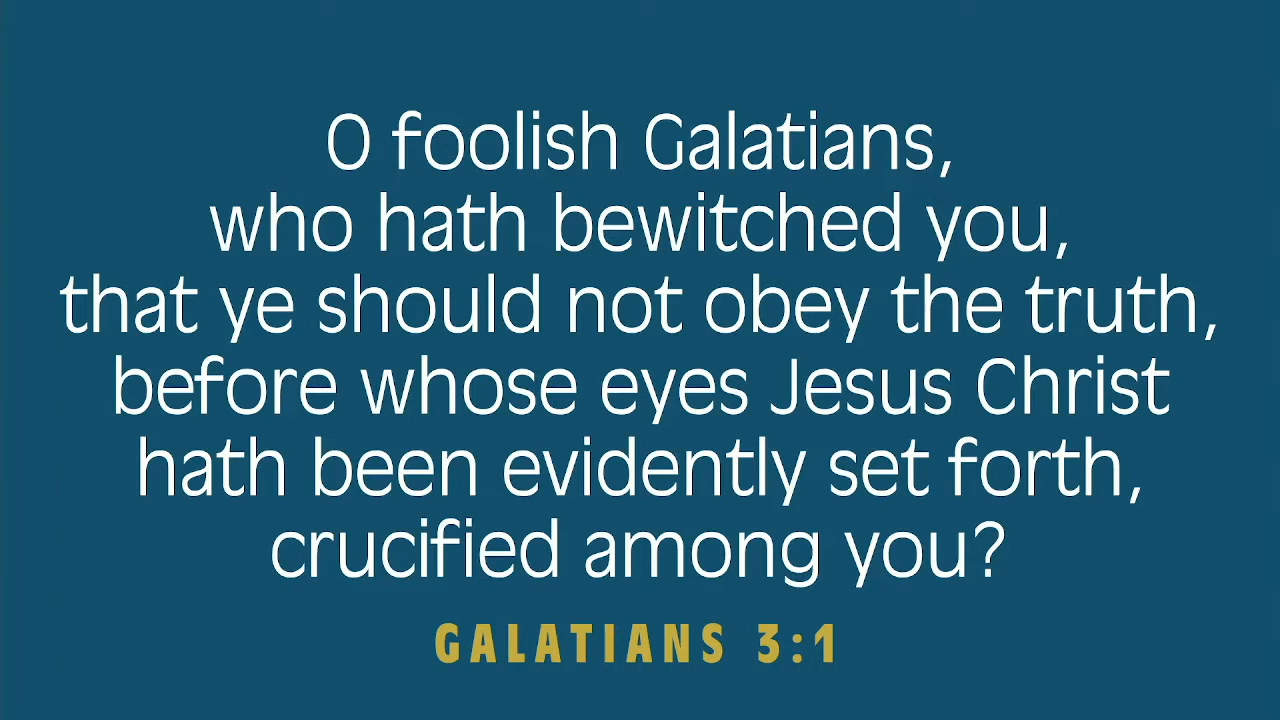 O foolish Galatians,
who hath bewitched you,
that ye should not obey the truth,
before whose eyes Jesus Christ
hath been evidently set forth,
crucified among you?
GALATIANS 3:1